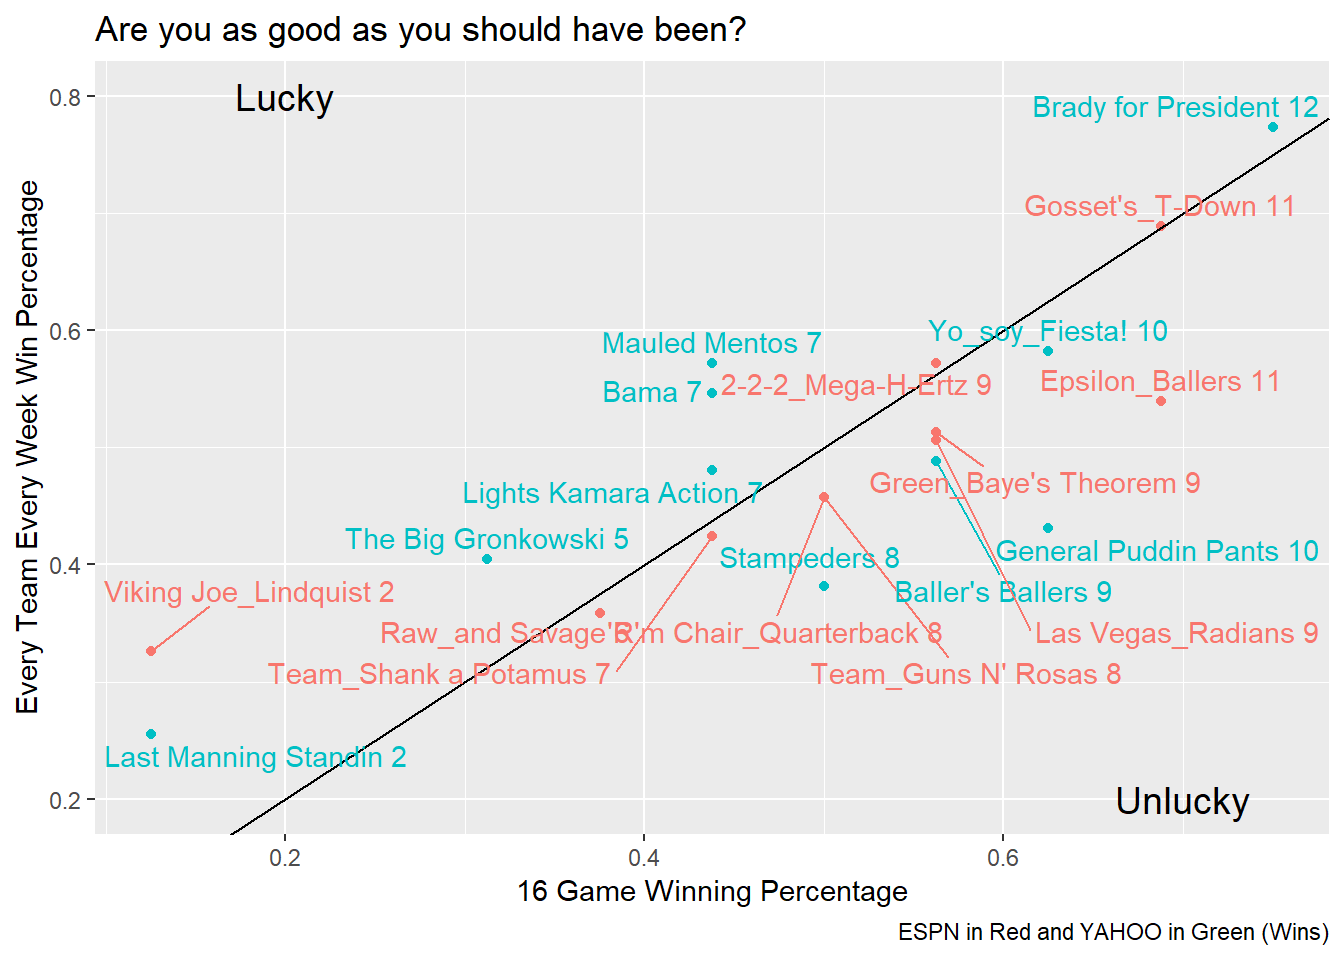 Are you as good as you should have been?
Lucky
Brady for President 12
Gosset's_T-Down 11
Yo_soy_Fiesta! 10
Mauled Mentos 7
Bama 7
2-2-2_Mega-H-Ertz 9
Epsilon_Ballers 11
Lights Kamara Action 7
Green_Baye's Theorem 9
The Big Gronkowski 5
Stampeders 8
General Puddin Pants 10
Viking Joe_Lindquist 2
Baller's Ballers 9
Raw_and Savage 6
R'm Chair_Quarterback 8
Las Vegas_Radians 9
Team_Shank a Potamus 7
Team_Guns N' Rosas 8
Last Manning Standin 2
Unlucky
0.8
0.6
0.4
0.2
Every Team Every Week Win Percentage
0.2
0.4
0.6
16 Game Winning Percentage
ESPN in Red and YAHOO in Green (Wins)